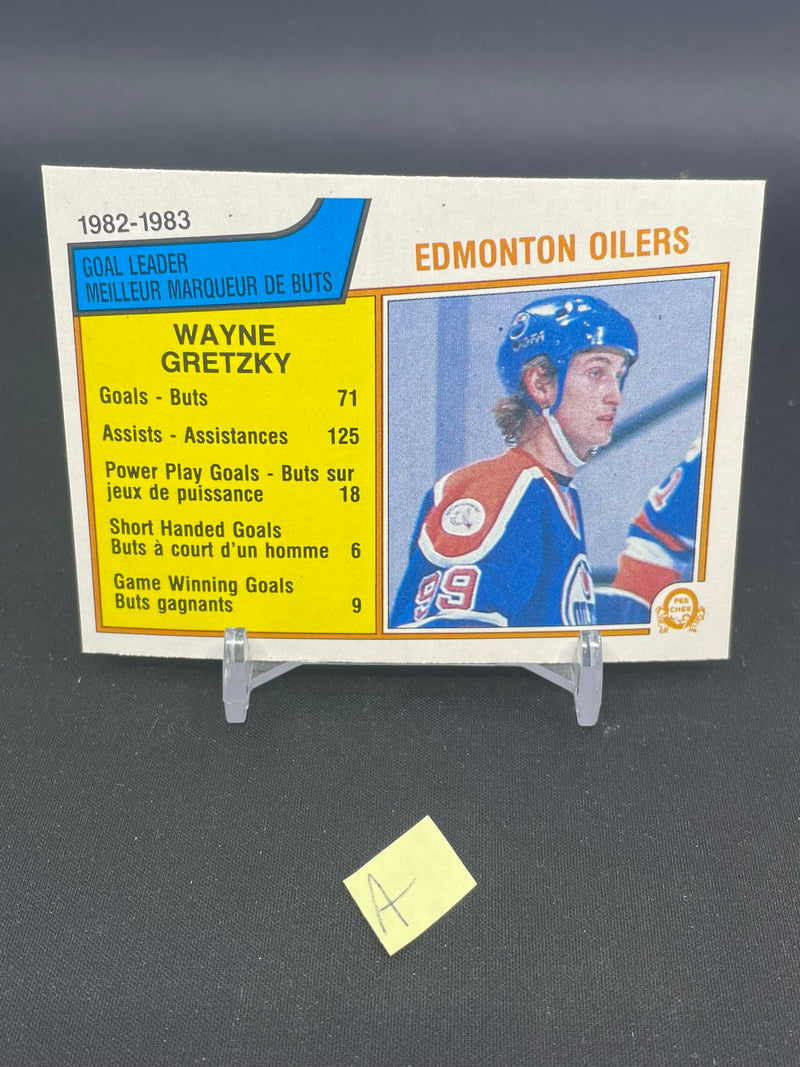 1982-1983
GOAL LEADER
MEILLEUR MARQUEUR DE BUTS
EDMONTON OILERS
WAYNE
GRETZKY
Goals - Buts 71
Assists - Assistances 125
Power Play Goals - Buts sur
jeux de puissance 18
Short Handed Goals
Buts à court d'un homme 6
Game Winning Goals
Buts gagnants 9
JOFA
99
PEE
CHEE
A